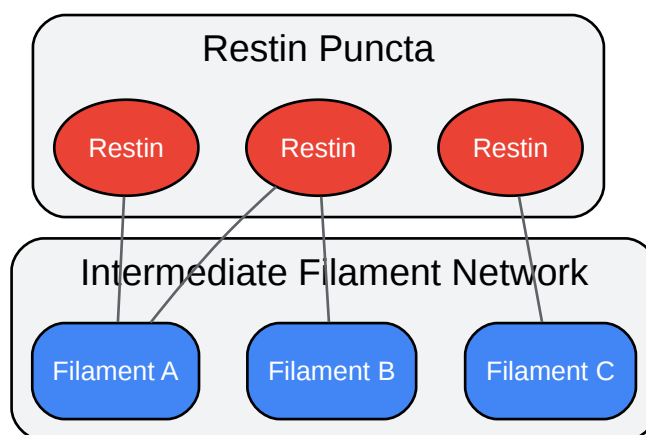 Restin Puncta
Restin
Restin
Restin
Intermediate Filament Network
Filament A
Filament B
Filament C